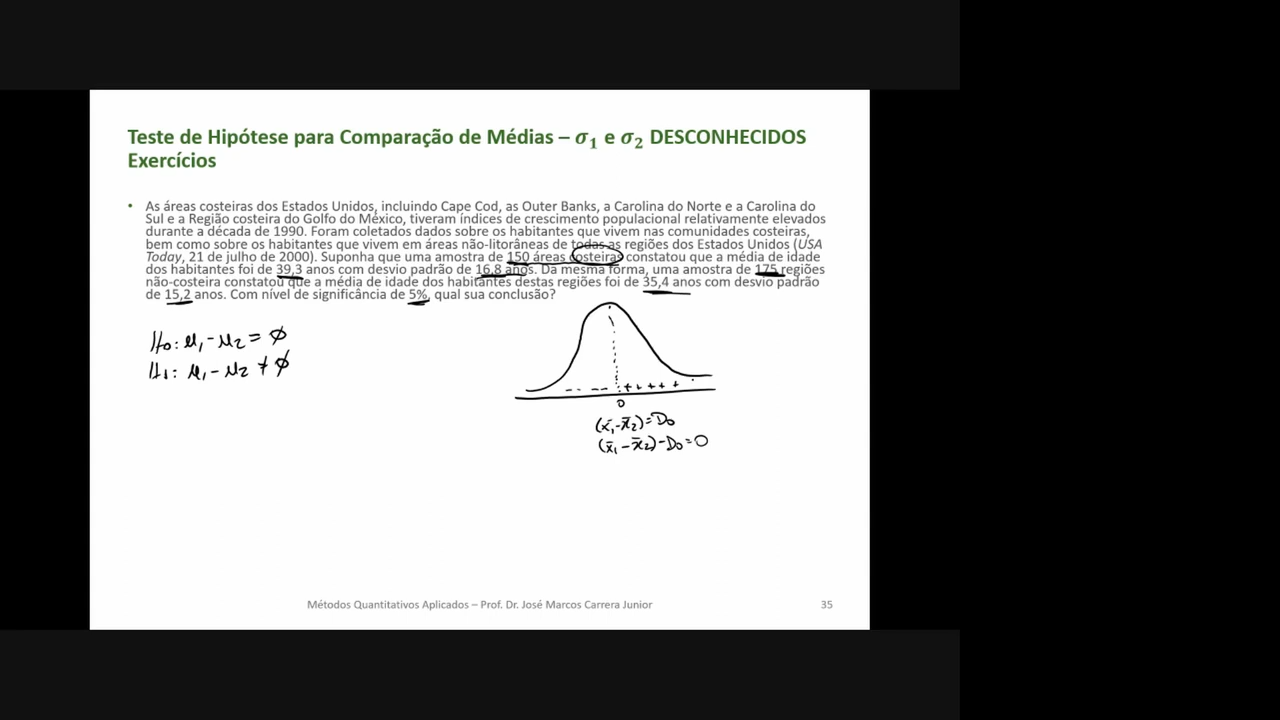 Teste de Hipótese para Comparação de Médias – σ₁ e σ₂ DESCONHECIDOS
Exercícios
• As áreas costeiras dos Estados Unidos, incluindo Cape Cod, as Outer Banks, a Carolina do Norte e a Carolina do
Sul e a Região costeira do Golfo do México, tiveram índices de crescimento populacional relativamente elevados
durante a década de 1990. Foram coletados dados sobre os habitantes que vivem nas comunidades costeiras,
bem como sobre os habitantes que vivem em áreas não-litorâneas de todas as regiões dos Estados Unidos (USA
Today, 21 de julho de 2000). Suponha que uma amostra de 150 áreas costeiras constatou que a média de idade
dos habitantes foi de 39,3 anos com desvio padrão de 16,8 anos. Da mesma forma, uma amostra de 175 regiões
não-costeira constatou que a média de idade dos habitantes destas regiões foi de 35,4 anos com desvio padrão
de 15,2 anos. Com nível de significância de 5%, qual sua conclusão?
H₀: μ₁ - μ₂ = ∅
H₁: μ₁ - μ₂ ≠ ∅
- - - - + + + + +
0
(x̄₁-x̄₂)=D₀
(x̄₁-x̄₂)-D₀=0
Métodos Quantitativos Aplicados – Prof. Dr. José Marcos Carrera Junior
35